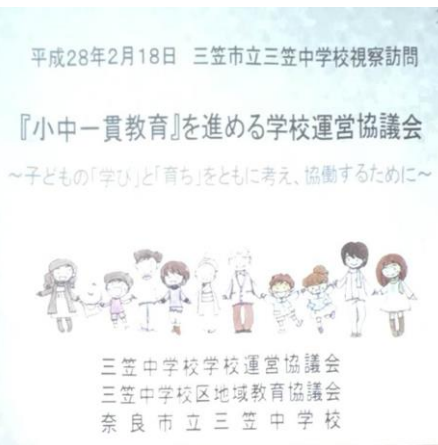 平成28年2月18日 三笠市立三笠中学校視察訪問
『小中一貫教育』を進める学校運営協議会
～子どもの「学び」と「育ち」をともに考え、協働するために～
三笠中学校学校運営協議会
三笠中学校区地域教育協議会
奈良市立三笠中学校